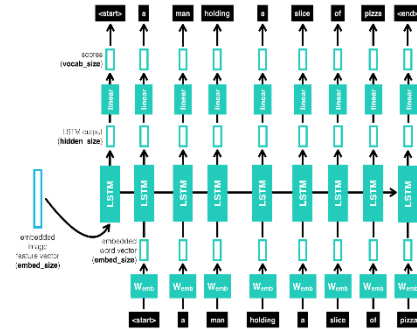 <start> a man holding a slice of pizza <end>
scores
(vocab_size)
linear linear linear linear linear linear linear linear linear
LSTM output
(hidden_size)
LSTM LSTM LSTM LSTM LSTM LSTM LSTM LSTM LSTM
embedded
image
feature vector
(embed_size)
embedded
word vector
(embed_size)
Wemb Wemb Wemb Wemb Wemb Wemb Wemb Wemb
<start> a man holding a slice of pizza